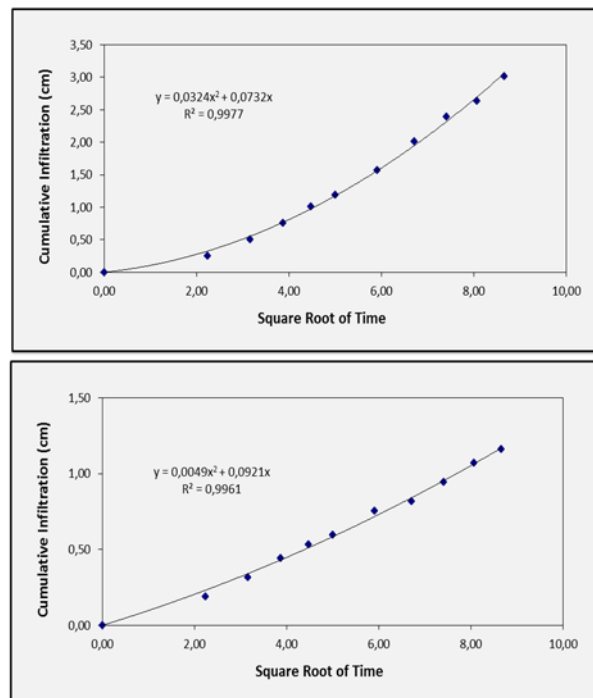 3,50
3,00
2,50
2,00
1,50
1,00
0,50
0,00
Cumulative Infiltration (cm)
y = 0,0324x² + 0,0732x
R² = 0,9977
0,00 2,00 4,00 6,00 8,00 10,00
Square Root of Time
1,50
1,00
0,50
0,00
Cumulative Infiltration (cm)
y = 0,0049x² + 0,0921x
R² = 0,9961
0,00 2,00 4,00 6,00 8,00 10,00
Square Root of Time